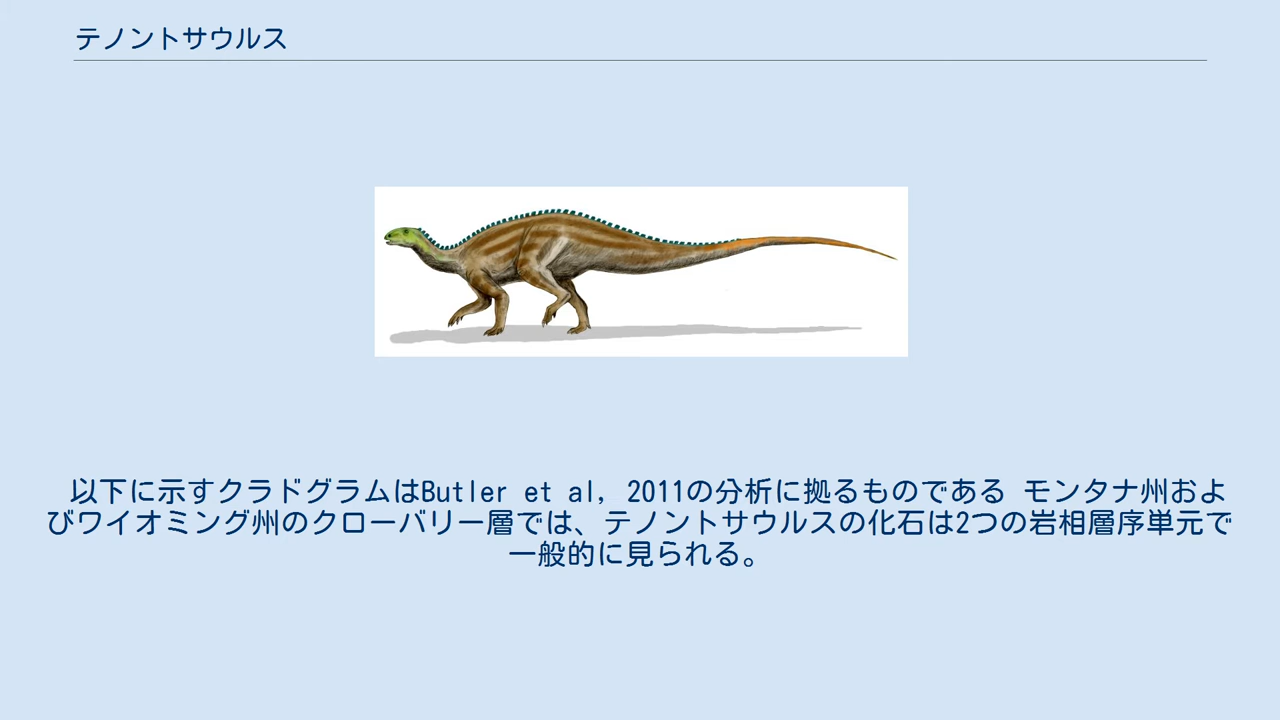 テノントサウルス
以下に示すクラドグラムはButler et al, 2011の分析に拠るものである モンタナ州およ
びワイオミング州のクローバリー層では、テノントサウルスの化石は2つの岩相層序単元で
一般的に見られる。